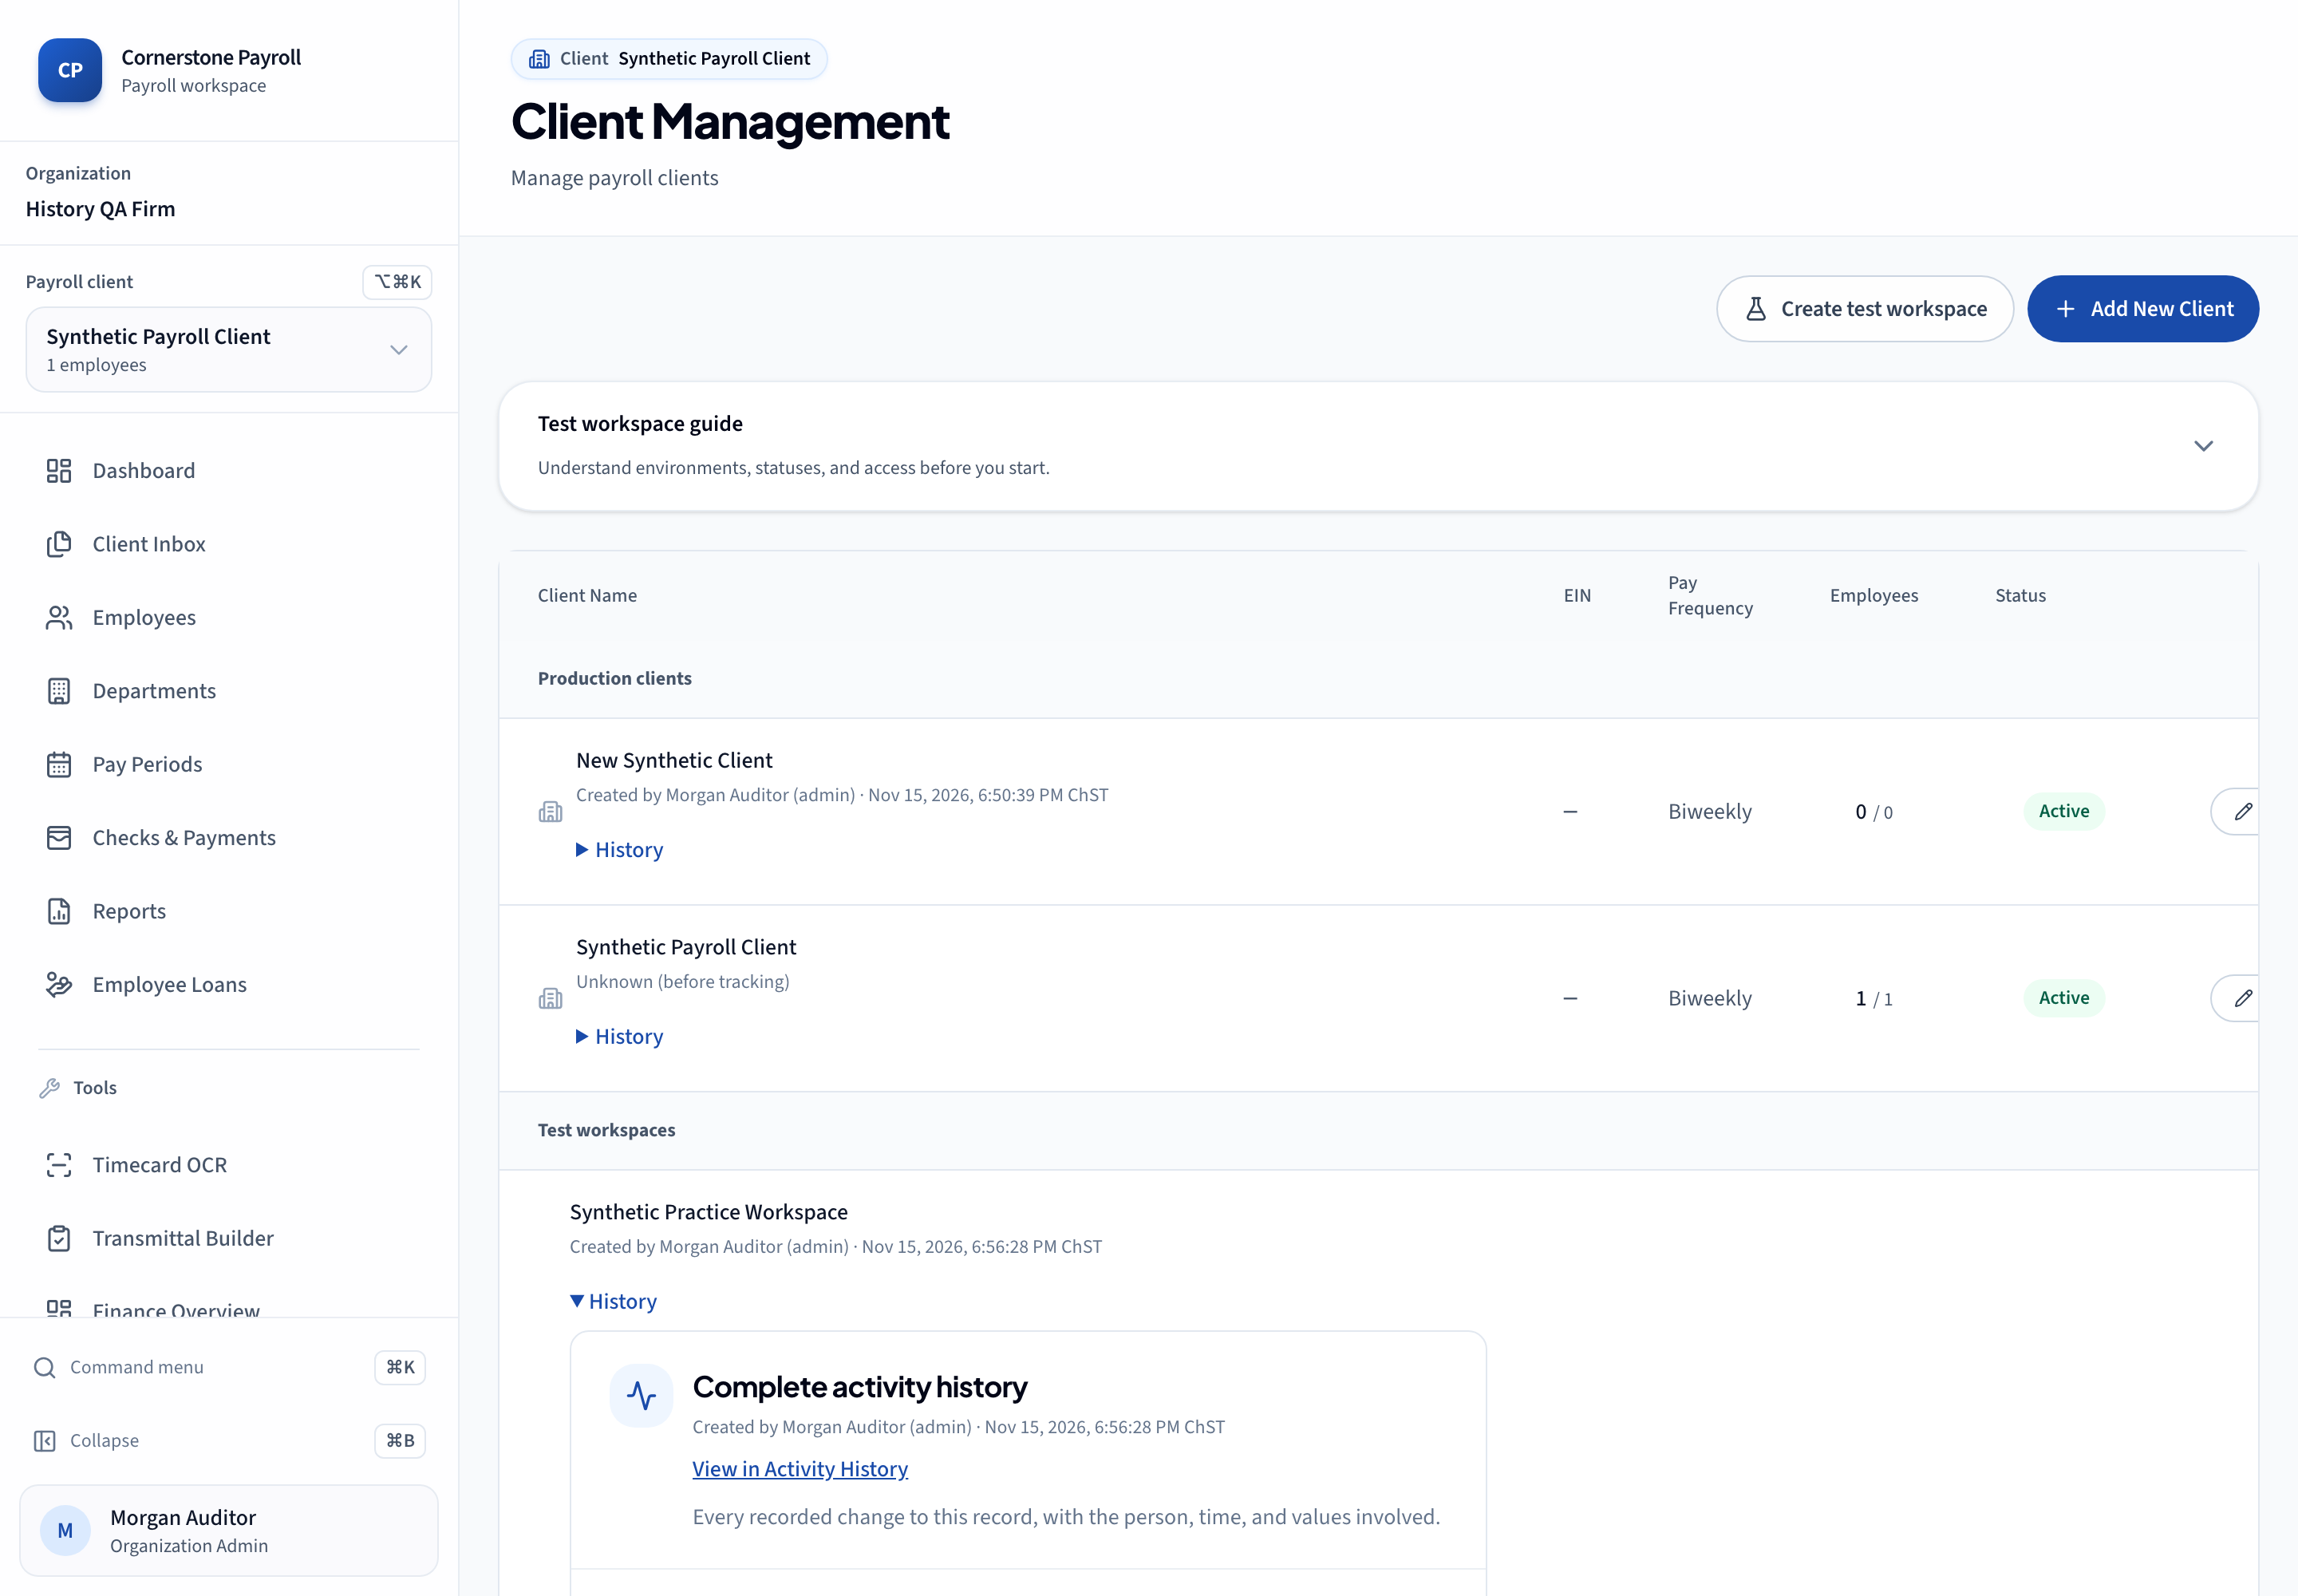 CP
Cornerstone Payroll
Payroll workspace
Organization
History QA Firm
Payroll client
⌥⌘K
Synthetic Payroll Client
1 employees
Dashboard
Client Inbox
Employees
Departments
Pay Periods
Checks & Payments
Reports
Employee Loans
Tools
Timecard OCR
Transmittal Builder
Finance Overview
Command menu
⌘K
Collapse
⌘B
M
Morgan Auditor
Organization Admin
Client Synthetic Payroll Client
Client Management
Manage payroll clients
Create test workspace
Add New Client
Test workspace guide
Understand environments, statuses, and access before you start.
Client Name EIN Pay Frequency Employees Status
Production clients
New Synthetic Client
Created by Morgan Auditor (admin) · Nov 15, 2026, 6:50:39 PM ChST
History
— Biweekly 0 / 0 Active
Synthetic Payroll Client
Unknown (before tracking)
History
— Biweekly 1 / 1 Active
Test workspaces
Synthetic Practice Workspace
Created by Morgan Auditor (admin) · Nov 15, 2026, 6:56:28 PM ChST
History
Complete activity history
Created by Morgan Auditor (admin) · Nov 15, 2026, 6:56:28 PM ChST
View in Activity History
Every recorded change to this record, with the person, time, and values involved.